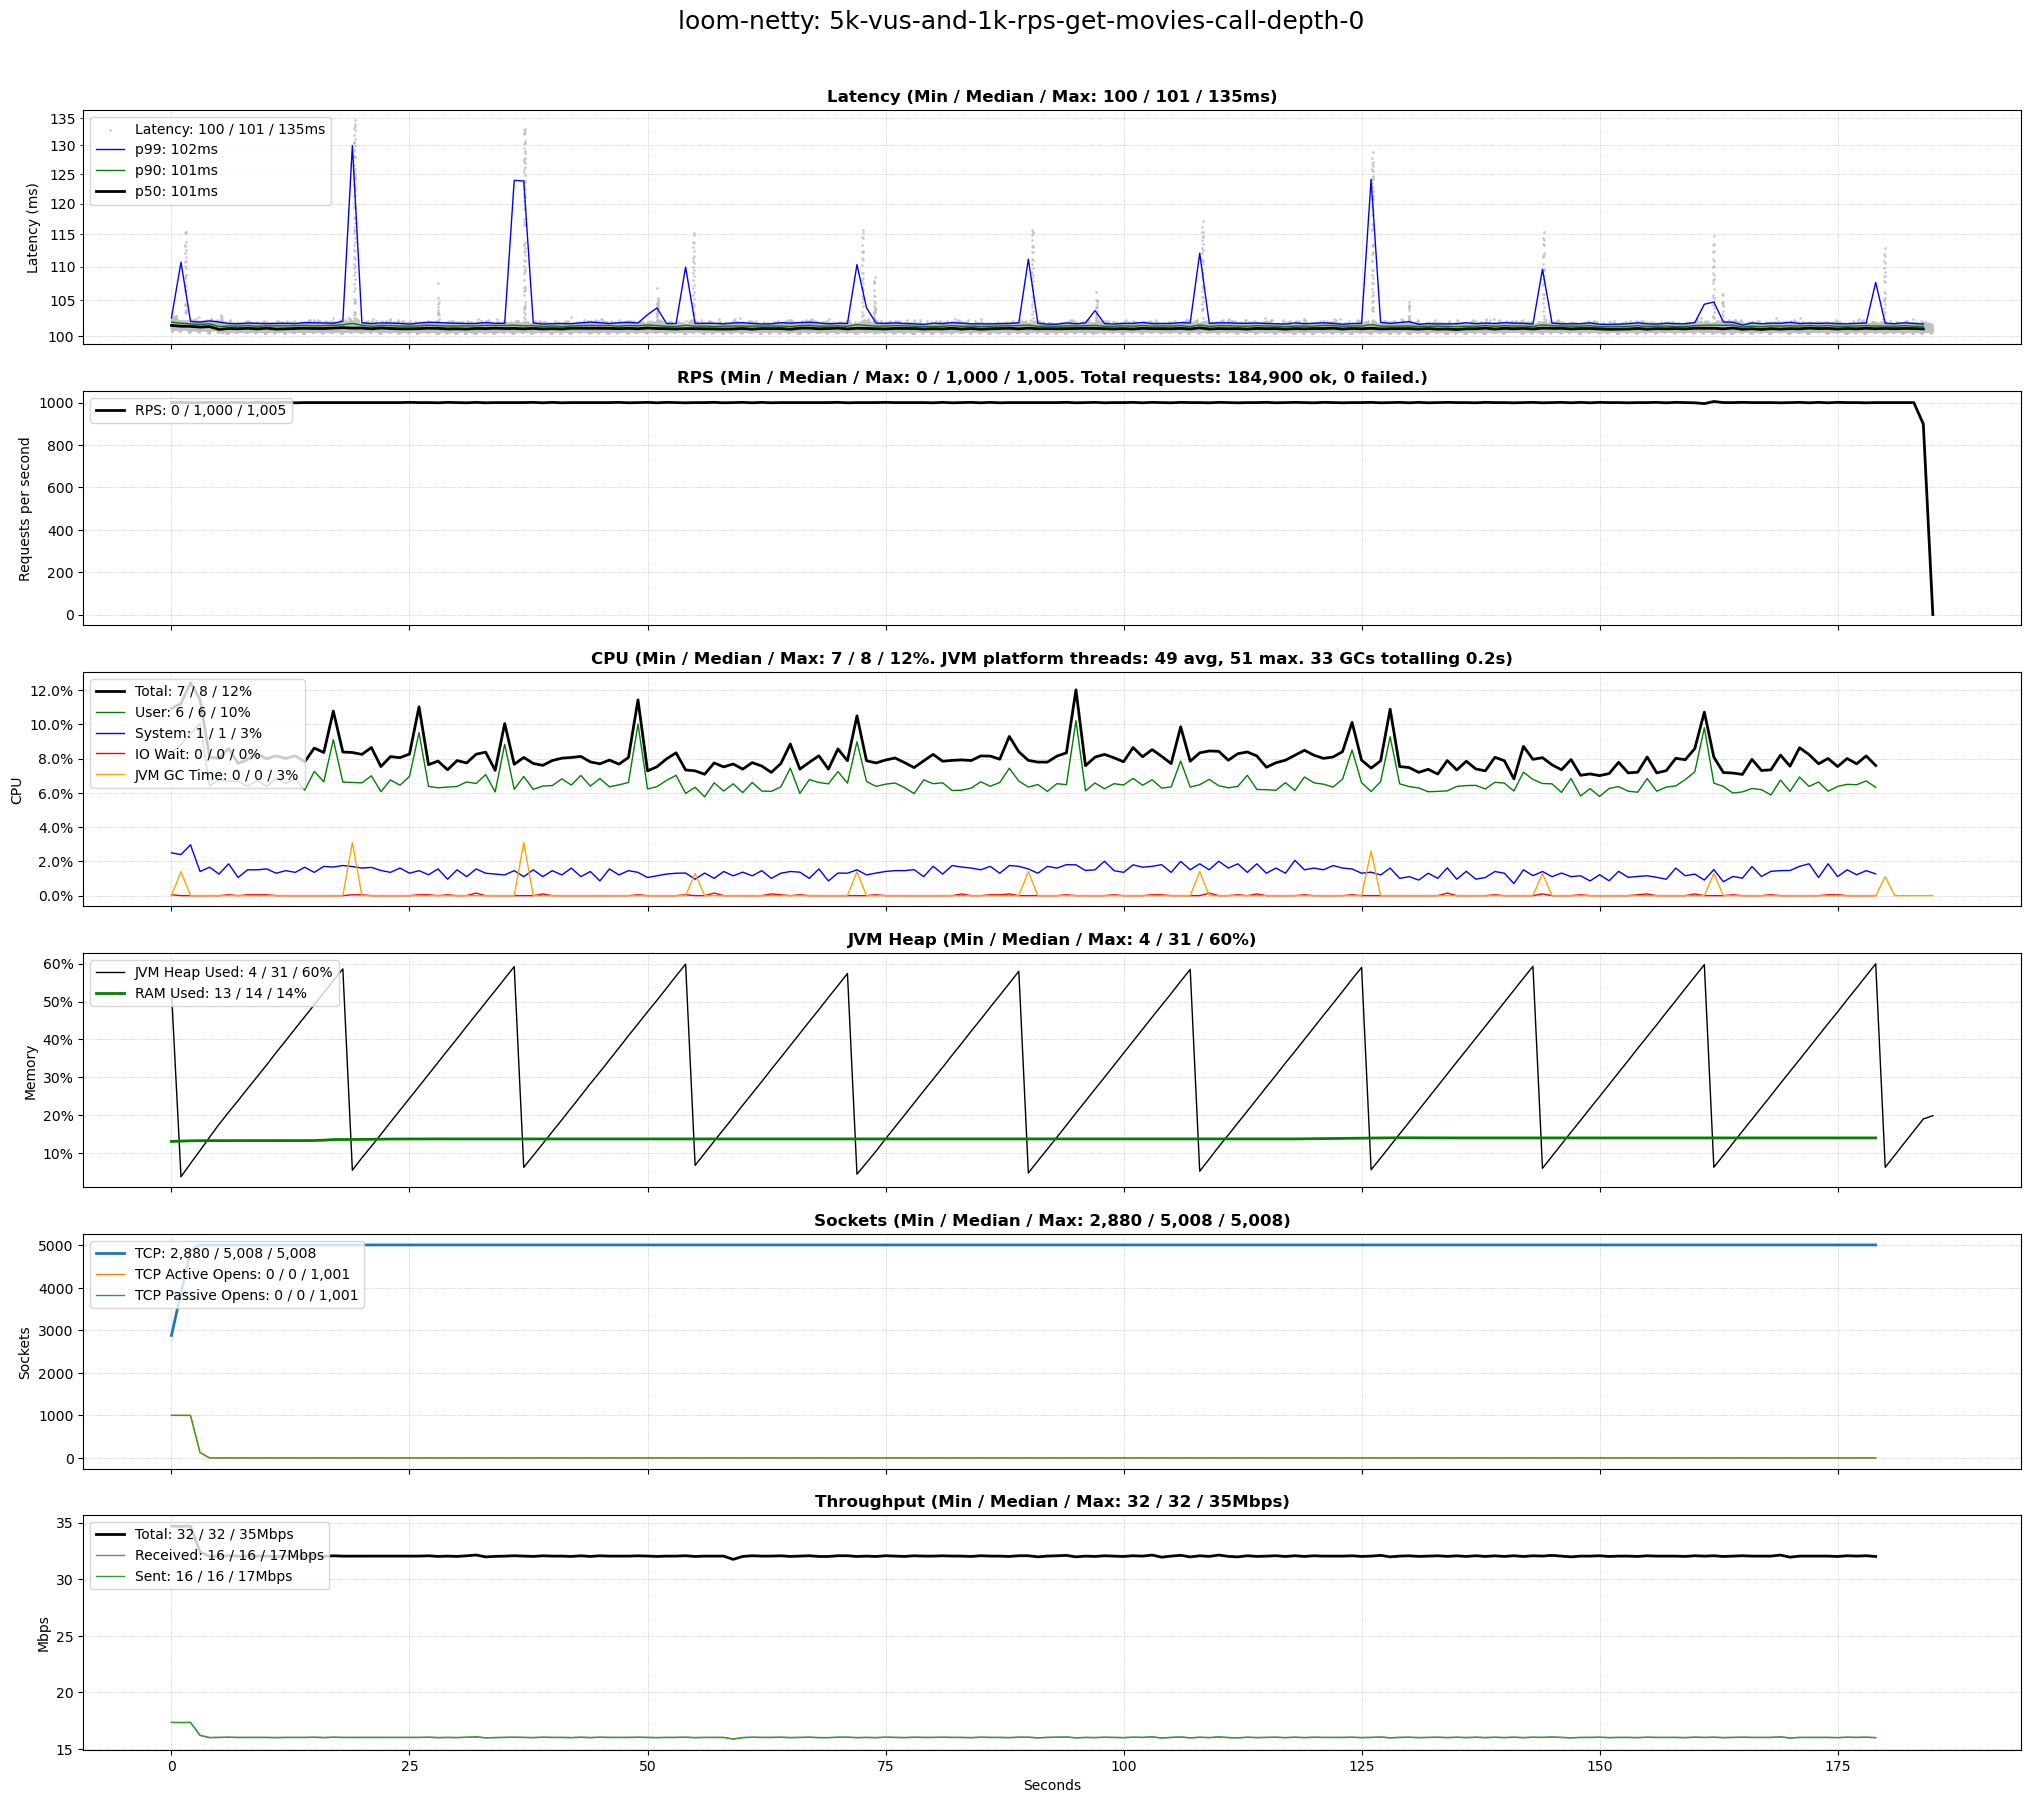 loom-netty: 5k-vus-and-1k-rps-get-movies-call-depth-0
Latency (Min / Median / Max: 100 / 101 / 135ms)
Latency: 100 / 101 / 135ms
p99: 102ms
p90: 101ms
p50: 101ms
Latency (ms)
135
130
125
120
115
110
105
100
RPS (Min / Median / Max: 0 / 1,000 / 1,005. Total requests: 184,900 ok, 0 failed.)
RPS: 0 / 1,000 / 1,005
Requests per second
1000
800
600
400
200
0
CPU (Min / Median / Max: 7 / 8 / 12%. JVM platform threads: 49 avg, 51 max. 33 GCs totalling 0.2s)
Total: 7 / 8 / 12%
User: 6 / 6 / 10%
System: 1 / 1 / 3%
IO Wait: 0 / 0 / 0%
JVM GC Time: 0 / 0 / 3%
CPU
12.0%
10.0%
8.0%
6.0%
4.0%
2.0%
0.0%
JVM Heap (Min / Median / Max: 4 / 31 / 60%)
JVM Heap Used: 4 / 31 / 60%
RAM Used: 13 / 14 / 14%
Memory
60%
50%
40%
30%
20%
10%
Sockets (Min / Median / Max: 2,880 / 5,008 / 5,008)
TCP: 2,880 / 5,008 / 5,008
TCP Active Opens: 0 / 0 / 1,001
TCP Passive Opens: 0 / 0 / 1,001
Sockets
5000
4000
3000
2000
1000
0
Throughput (Min / Median / Max: 32 / 32 / 35Mbps)
Total: 32 / 32 / 35Mbps
Received: 16 / 16 / 17Mbps
Sent: 16 / 16 / 17Mbps
Mbps
35
30
25
20
15
0 25 50 75 100 125 150 175
Seconds